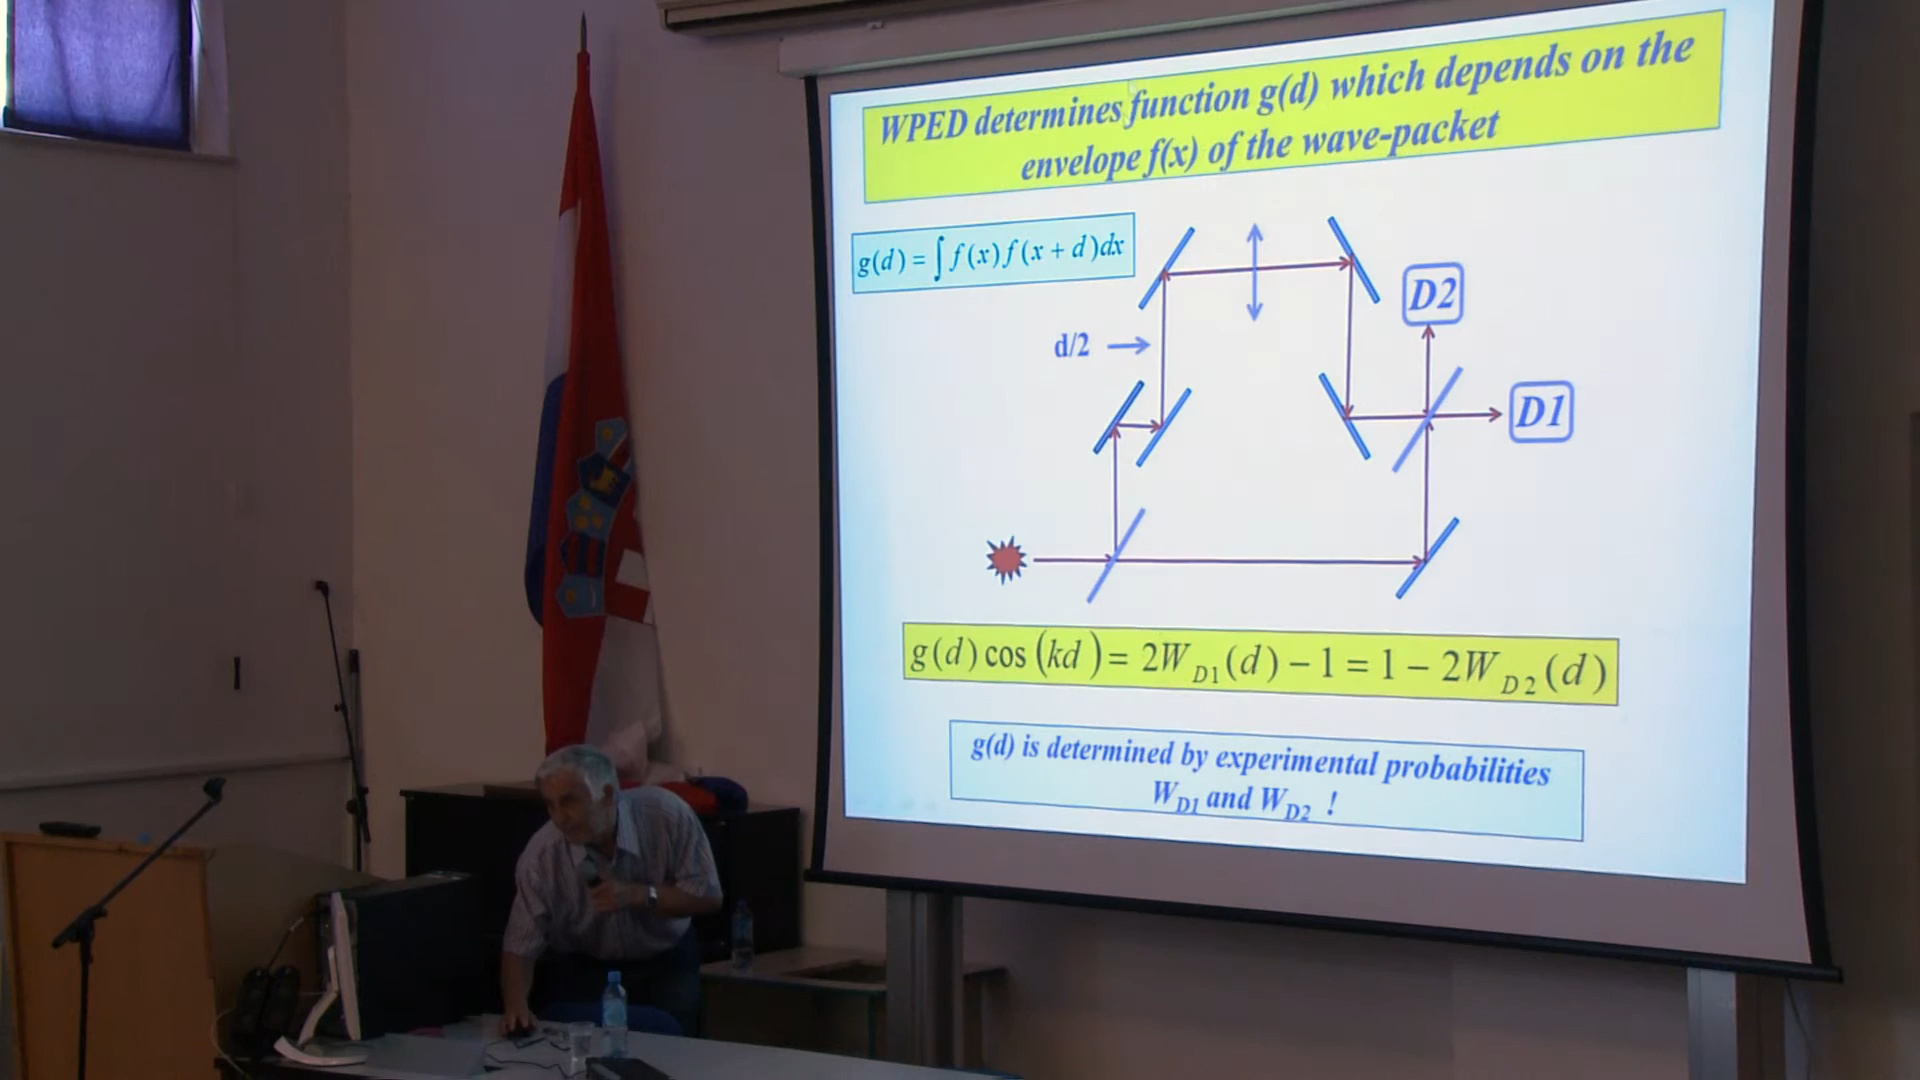 WPED determines function g(d) which depends on the
envelope f(x) of the wave-packet
g(d) = ∫ f(x) f(x + d)dx
D2
d/2
D1
g(d) cos (kd) = 2W_D1(d) − 1 = 1 − 2W_D2(d)
g(d) is determined by experimental probabilities
W_D1 and W_D2 !